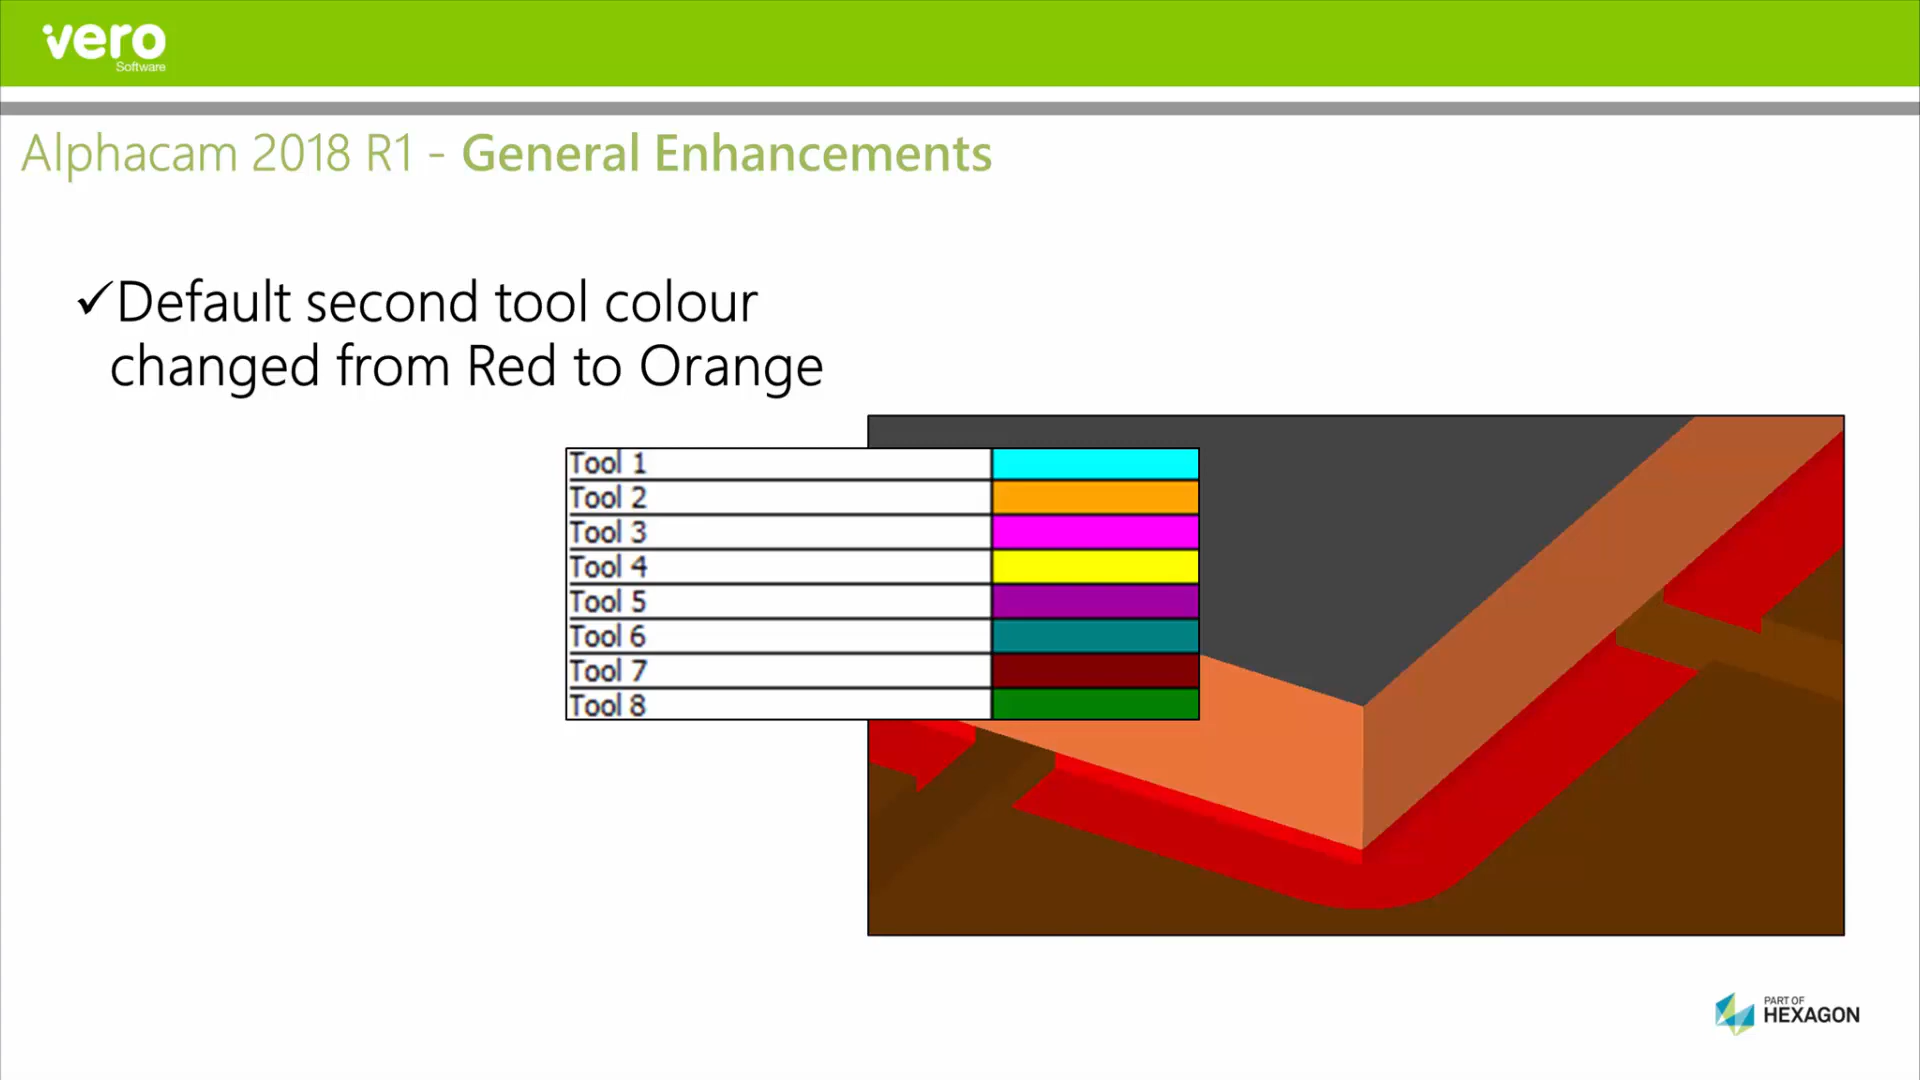 vero
Software
Alphacam 2018 R1 - General Enhancements
✓Default second tool colour
changed from Red to Orange
Tool 1
Tool 2
Tool 3
Tool 4
Tool 5
Tool 6
Tool 7
Tool 8
PART OF
HEXAGON